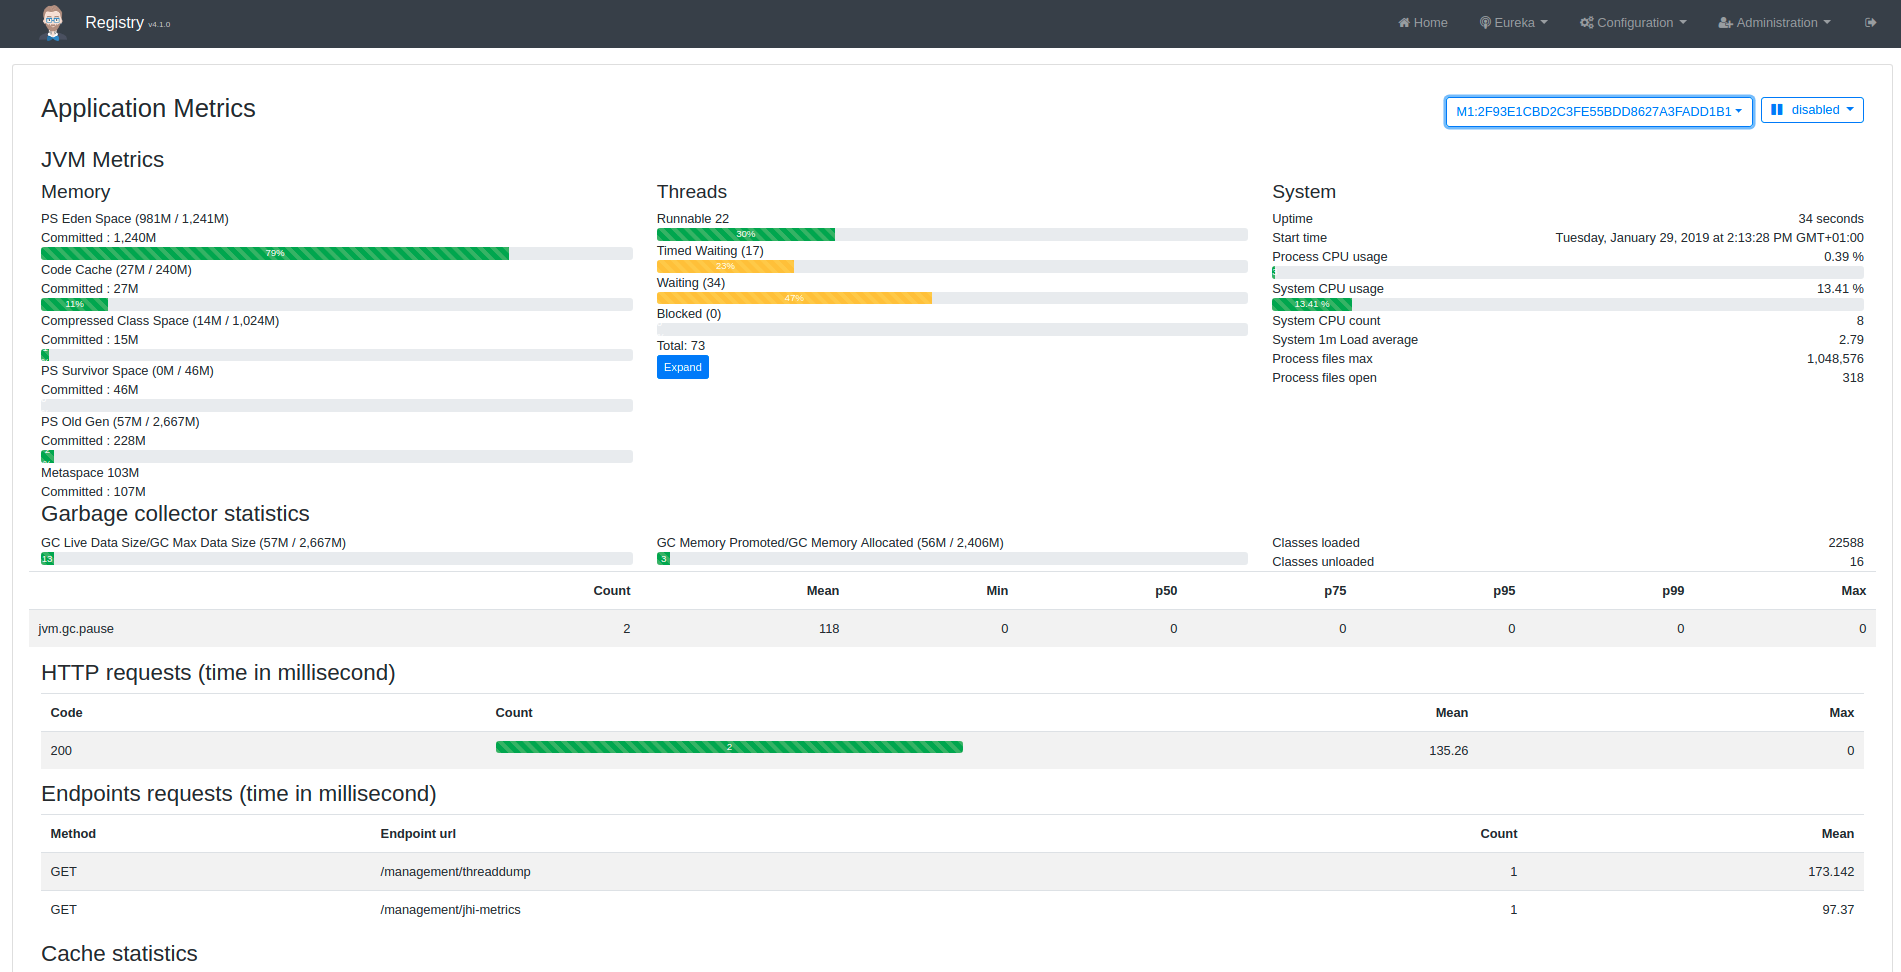 Registry v4.1.0
Home
Eureka
Configuration
Administration
Application Metrics
M1:2F93E1CBD2C3FE55BDD8627A3FADD1B1
disabled
JVM Metrics
Memory
PS Eden Space (981M / 1,241M)
Committed : 1,240M
79%
Code Cache (27M / 240M)
Committed : 27M
11%
Compressed Class Space (14M / 1,024M)
Committed : 15M
PS Survivor Space (0M / 46M)
Committed : 46M
PS Old Gen (57M / 2,667M)
Committed : 228M
Metaspace 103M
Committed : 107M
Threads
Runnable 22
30%
Timed Waiting (17)
23%
Waiting (34)
47%
Blocked (0)
Total: 73
Expand
System
Uptime 34 seconds
Start time Tuesday, January 29, 2019 at 2:13:28 PM GMT+01:00
Process CPU usage 0.39 %
System CPU usage 13.41 %
13.41 %
System CPU count 8
System 1m Load average 2.79
Process files max 1,048,576
Process files open 318
Garbage collector statistics
GC Live Data Size/GC Max Data Size (57M / 2,667M)
13
GC Memory Promoted/GC Memory Allocated (56M / 2,406M)
3
Classes loaded 22588
Classes unloaded 16
Count Mean Min p50 p75 p95 p99 Max
jvm.gc.pause 2 118 0 0 0 0 0 0
HTTP requests (time in millisecond)
Code Count Mean Max
200 2 135.26 0
Endpoints requests (time in millisecond)
Method Endpoint url Count Mean
GET /management/threaddump 1 173.142
GET /management/jhi-metrics 1 97.37
Cache statistics